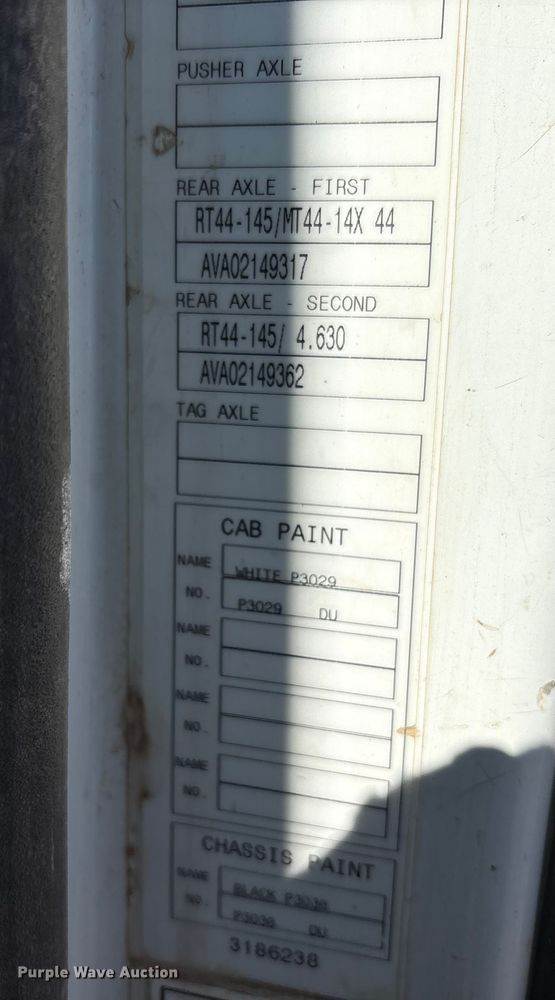 PUSHER AXLE
REAR AXLE - FIRST
RT44-145/MT44-14X 44
AVA02149317
REAR AXLE - SECOND
RT44-145/ 4.630
AVA02149362
TAG AXLE
CAB PAINT
NAME WHITE P3029
NO. P3029 DU
NAME
NO.
NAME
NO.
NAME
NO.
CHASSIS PAINT
NAME BLACK P3036
NO. P3036 DU
3186238
Purple Wave Auction